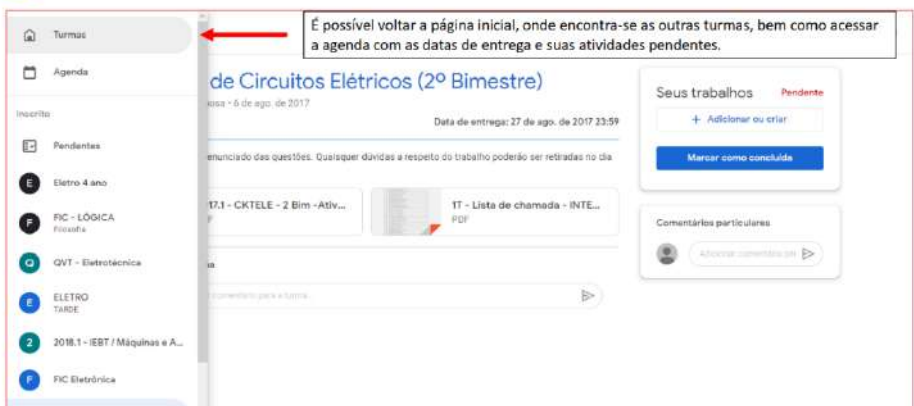 É possível voltar a página inicial, onde encontra-se as outras turmas, bem como acessar
a agenda com as datas de entrega e suas atividades pendentes.
Turmas
Agenda
Inscrito
Pendentes
Eletro 4 ano
FIC - LÓGICA
Filosofia
QVT - Eletrotécnica
ELETRO
TARDE
2018.1 - IEBT / Máquinas e A...
FIC Eletrônica
de Circuitos Elétricos (2º Bimestre)
6 de ago. de 2017
Data de entrega: 27 de ago. de 2017 23:59
enunciado das questões. Quaisquer dúvidas a respeito do trabalho poderão ser retiradas no dia
17.1 - CKTELE - 2 Bim -Ativ...
1T - Lista de chamada - INTE...
PDF
comentário para a turma
Seus trabalhos
Pendente
+ Adicionar ou criar
Marcar como concluída
Comentários particulares
Adicionar comentário